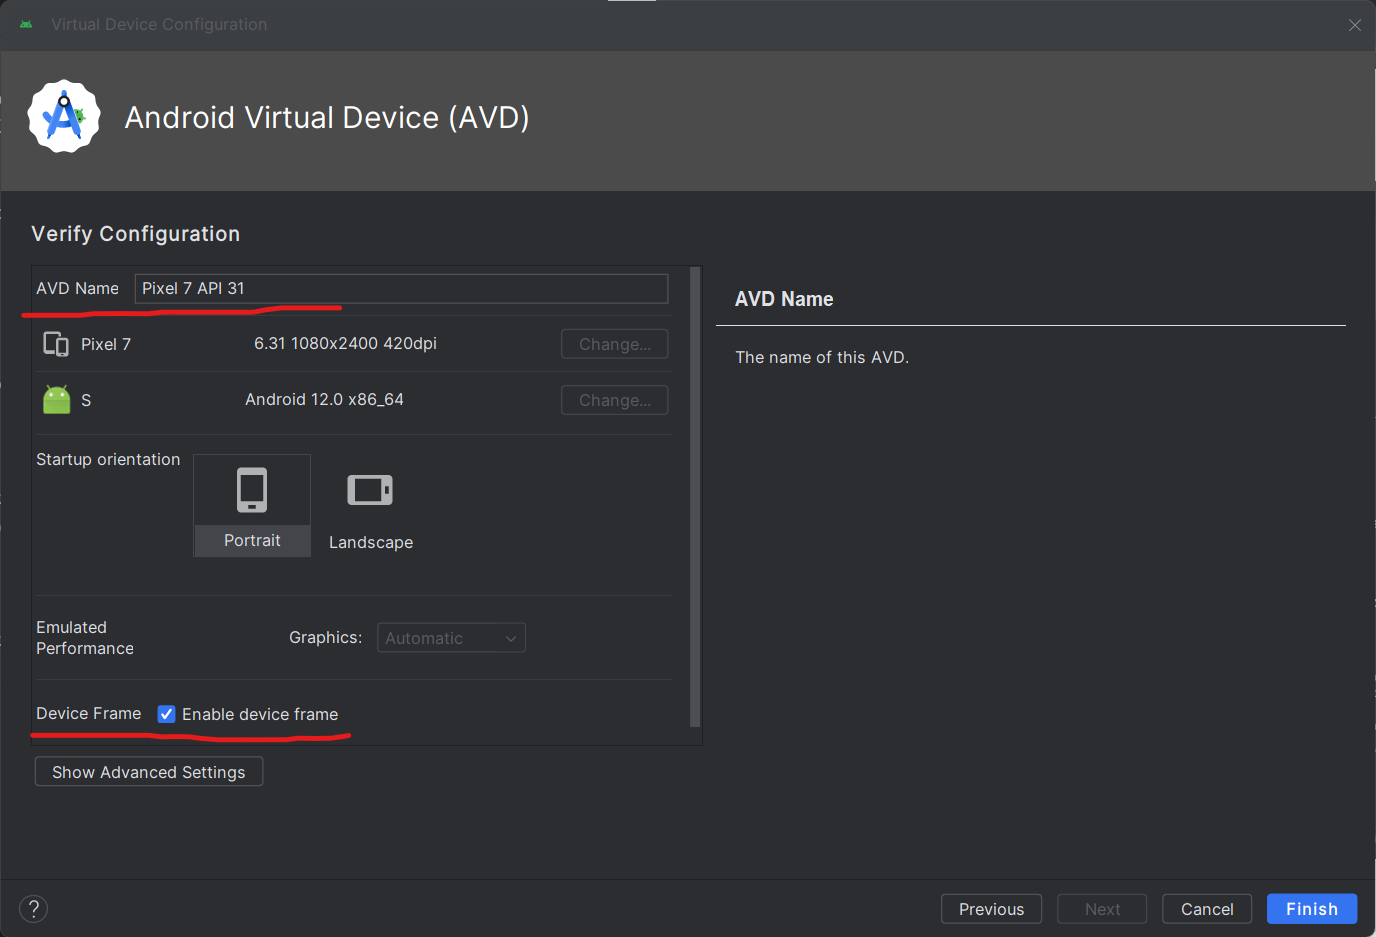 Virtual Device Configuration
Android Virtual Device (AVD)
Verify Configuration
AVD Name Pixel 7 API 31
Pixel 7 6.31 1080x2400 420dpi Change...
S Android 12.0 x86_64 Change...
Startup orientation
Portrait
Landscape
Emulated
Performance
Graphics: Automatic
Device Frame Enable device frame
Show Advanced Settings
AVD Name
The name of this AVD.
?
Previous Next Cancel Finish